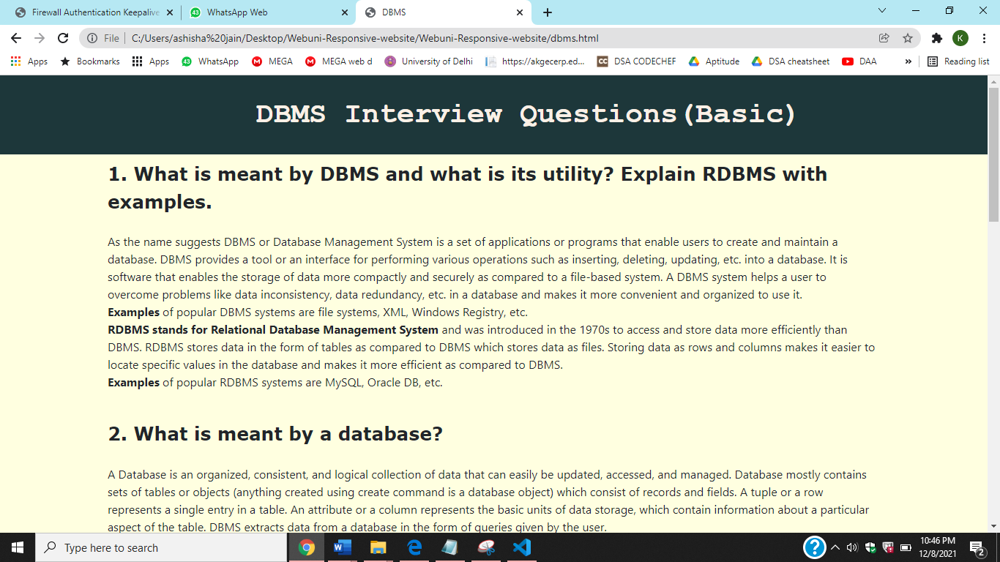 Firewall Authentication Keepalive
WhatsApp Web
DBMS
File
C:/Users/ashisha%20jain/Desktop/Webuni-Responsive-website/Webuni-Responsive-website/dbms.html
K
Apps
Bookmarks
Apps
43
WhatsApp
MEGA
MEGA web d
University of Delhi
https://akgecerp.ed...
CC
DSA CODECHEF
Aptitude
DSA cheatsheet
DAA
»
Reading list
DBMS Interview Questions(Basic)
1. What is meant by DBMS and what is its utility? Explain RDBMS with
examples.
As the name suggests DBMS or Database Management System is a set of applications or programs that enable users to create and maintain a
database. DBMS provides a tool or an interface for performing various operations such as inserting, deleting, updating, etc. into a database. It is
software that enables the storage of data more compactly and securely as compared to a file-based system. A DBMS system helps a user to
overcome problems like data inconsistency, data redundancy, etc. in a database and makes it more convenient and organized to use it.
Examples of popular DBMS systems are file systems, XML, Windows Registry, etc.
RDBMS stands for Relational Database Management System and was introduced in the 1970s to access and store data more efficiently than
DBMS. RDBMS stores data in the form of tables as compared to DBMS which stores data as files. Storing data as rows and columns makes it easier to
locate specific values in the database and makes it more efficient as compared to DBMS.
Examples of popular RDBMS systems are MySQL, Oracle DB, etc.
2. What is meant by a database?
A Database is an organized, consistent, and logical collection of data that can easily be updated, accessed, and managed. Database mostly contains
sets of tables or objects (anything created using create command is a database object) which consist of records and fields. A tuple or a row
represents a single entry in a table. An attribute or a column represents the basic units of data storage, which contain information about a particular
aspect of the table. DBMS extracts data from a database in the form of queries given by the user.
Type here to search
10:46 PM
12/8/2021
2